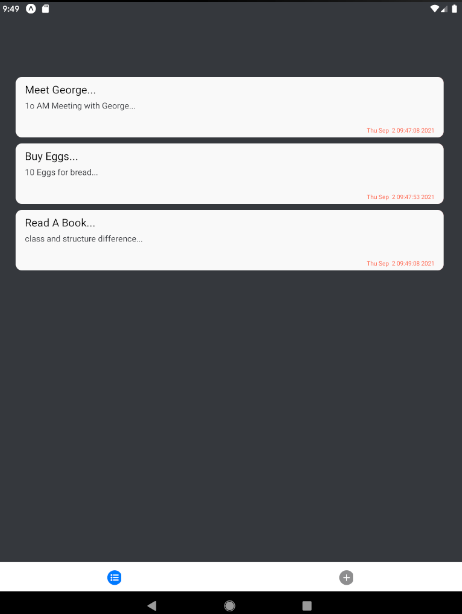 9:49
Meet George...
1o AM Meeting with George...
Thu Sep 2 09:47:08 2021
Buy Eggs...
10 Eggs for bread...
Thu Sep 2 09:47:53 2021
Read A Book...
class and structure difference...
Thu Sep 2 09:49:08 2021